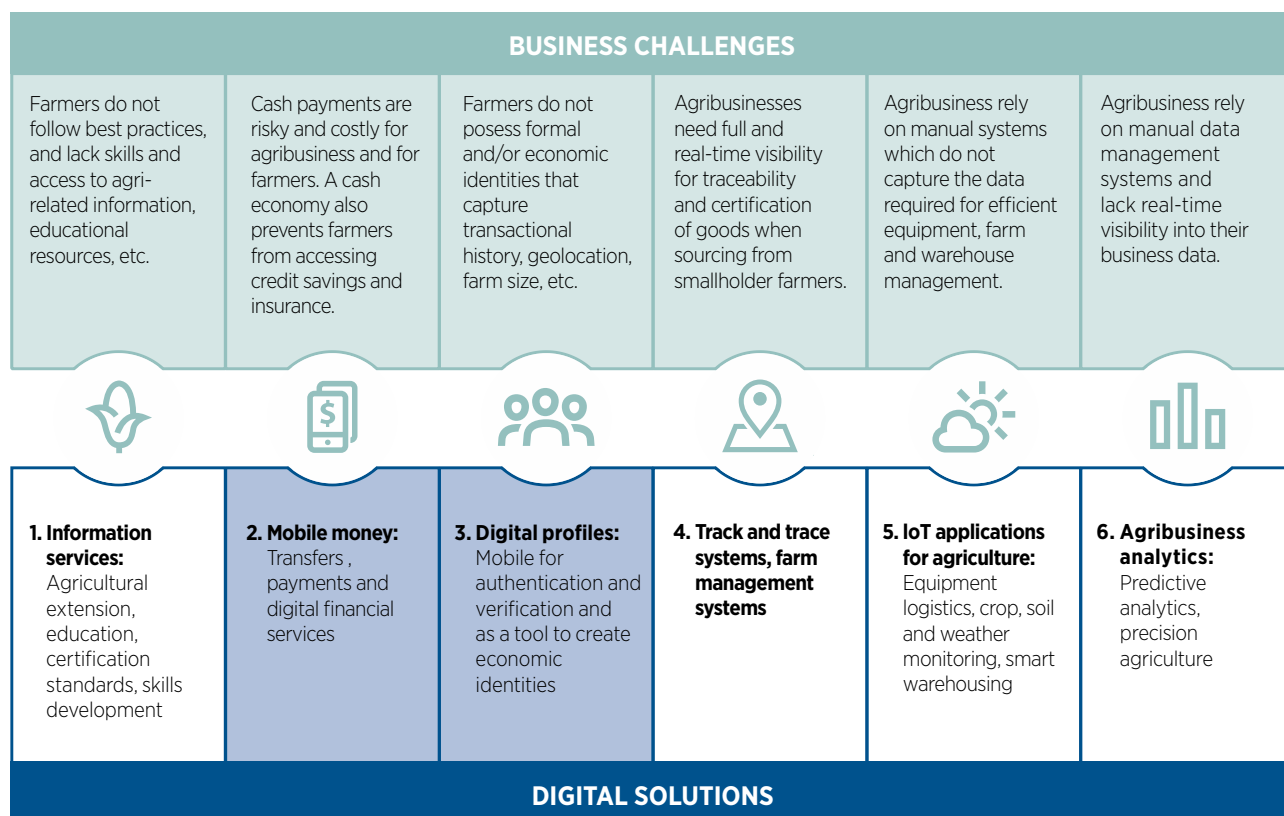 BUSINESS CHALLENGES
Farmers do not
follow best practices,
and lack skills and
access to agri-
related information,
educational
resources, etc.
Cash payments are
risky and costly for
agribusiness and for
farmers. A cash
economy also
prevents farmers
from accessing
credit savings and
insurance.
Farmers do not
posess formal
and/or economic
identities that
capture
transactional
history, geolocation,
farm size, etc.
Agribusinesses
need full and
real-time visibility
for traceability
and certification
of goods when
sourcing from
smallholder farmers.
Agribusiness rely
on manual systems
which do not
capture the data
required for efficient
equipment, farm
and warehouse
management.
Agribusiness rely
on manual data
management
systems and
lack real-time
visibility into their
business data.
$
1. Information
services:
Agricultural
extension,
education,
certification
standards, skills
development
2. Mobile money:
Transfers ,
payments and
digital financial
services
3. Digital profiles:
Mobile for
authentication and
verification and
as a tool to create
economic
identities
4. Track and trace
systems, farm
management
systems
5. IoT applications
for agriculture:
Equipment
logistics, crop, soil
and weather
monitoring, smart
warehousing
6. Agribusiness
analytics:
Predictive
analytics,
precision
agriculture
DIGITAL SOLUTIONS